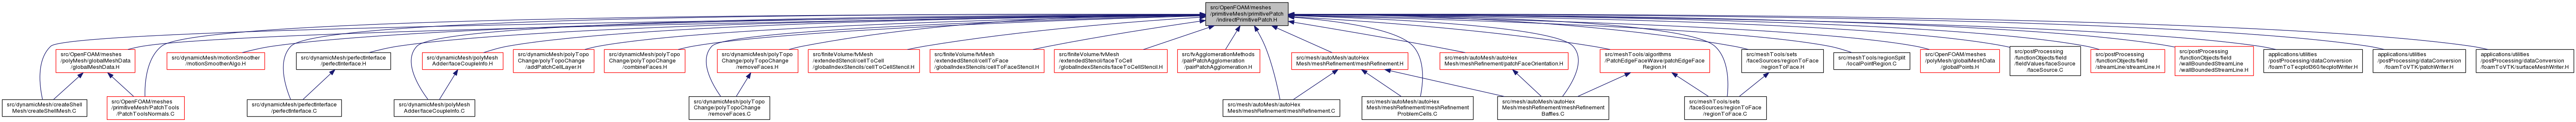 src/OpenFOAM/meshes
/primitiveMesh/primitivePatch
/indirectPrimitivePatch.H
src/OpenFOAM/meshes
/polyMesh/globalMeshData
/globalMeshData.H
src/dynamicMesh/motionSmoother
/motionSmootherAlgo.H
src/dynamicMesh/perfectInterface
/perfectInterface.H
src/dynamicMesh/polyMesh
Adder/faceCoupleInfo.H
src/dynamicMesh/polyTopo
Change/polyTopoChange
/addPatchCellLayer.H
src/dynamicMesh/polyTopo
Change/polyTopoChange
/combineFaces.H
src/dynamicMesh/polyTopo
Change/polyTopoChange
/removeFaces.H
src/finiteVolume/fvMesh
/extendedStencil/cellToCell
/globalIndexStencils/cellToCellStencil.H
src/finiteVolume/fvMesh
/extendedStencil/cellToFace
/globalIndexStencils/cellToFaceStencil.H
src/finiteVolume/fvMesh
/extendedStencil/faceToCell
/globalIndexStencils/faceToCellStencil.H
src/fvAgglomerationMethods
/pairPatchAgglomeration
/pairPatchAgglomeration.H
src/mesh/autoMesh/autoHex
Mesh/meshRefinement/meshRefinement.H
src/mesh/autoMesh/autoHex
Mesh/meshRefinement/patchFaceOrientation.H
src/meshTools/algorithms
/PatchEdgeFaceWave/patchEdgeFace
Region.H
src/meshTools/sets
/faceSources/regionToFace
/regionToFace.H
src/meshTools/regionSplit
/localPointRegion.C
src/OpenFOAM/meshes
/polyMesh/globalMeshData
/globalPoints.H
src/postProcessing
/functionObjects/field
/fieldValues/faceSource
/faceSource.C
src/postProcessing
/functionObjects/field
/streamLine/streamLine.H
src/postProcessing
/functionObjects/field
/wallBoundedStreamLine
/wallBoundedStreamLine.H
applications/utilities
/postProcessing/dataConversion
/foamToTecplot360/tecplotWriter.H
applications/utilities
/postProcessing/dataConversion
/foamToVTK/patchWriter.H
applications/utilities
/postProcessing/dataConversion
/foamToVTK/surfaceMeshWriter.H
src/dynamicMesh/createShell
Mesh/createShellMesh.C
src/OpenFOAM/meshes
/primitiveMesh/PatchTools
/PatchToolsNormals.C
src/dynamicMesh/perfectInterface
/perfectInterface.C
src/dynamicMesh/polyMesh
Adder/faceCoupleInfo.C
src/dynamicMesh/polyTopo
Change/polyTopoChange
/removeFaces.C
src/mesh/autoMesh/autoHex
Mesh/meshRefinement/meshRefinement.C
src/mesh/autoMesh/autoHex
Mesh/meshRefinement/meshRefinement
ProblemCells.C
src/mesh/autoMesh/autoHex
Mesh/meshRefinement/meshRefinement
Baffles.C
src/meshTools/sets
/faceSources/regionToFace
/regionToFace.C